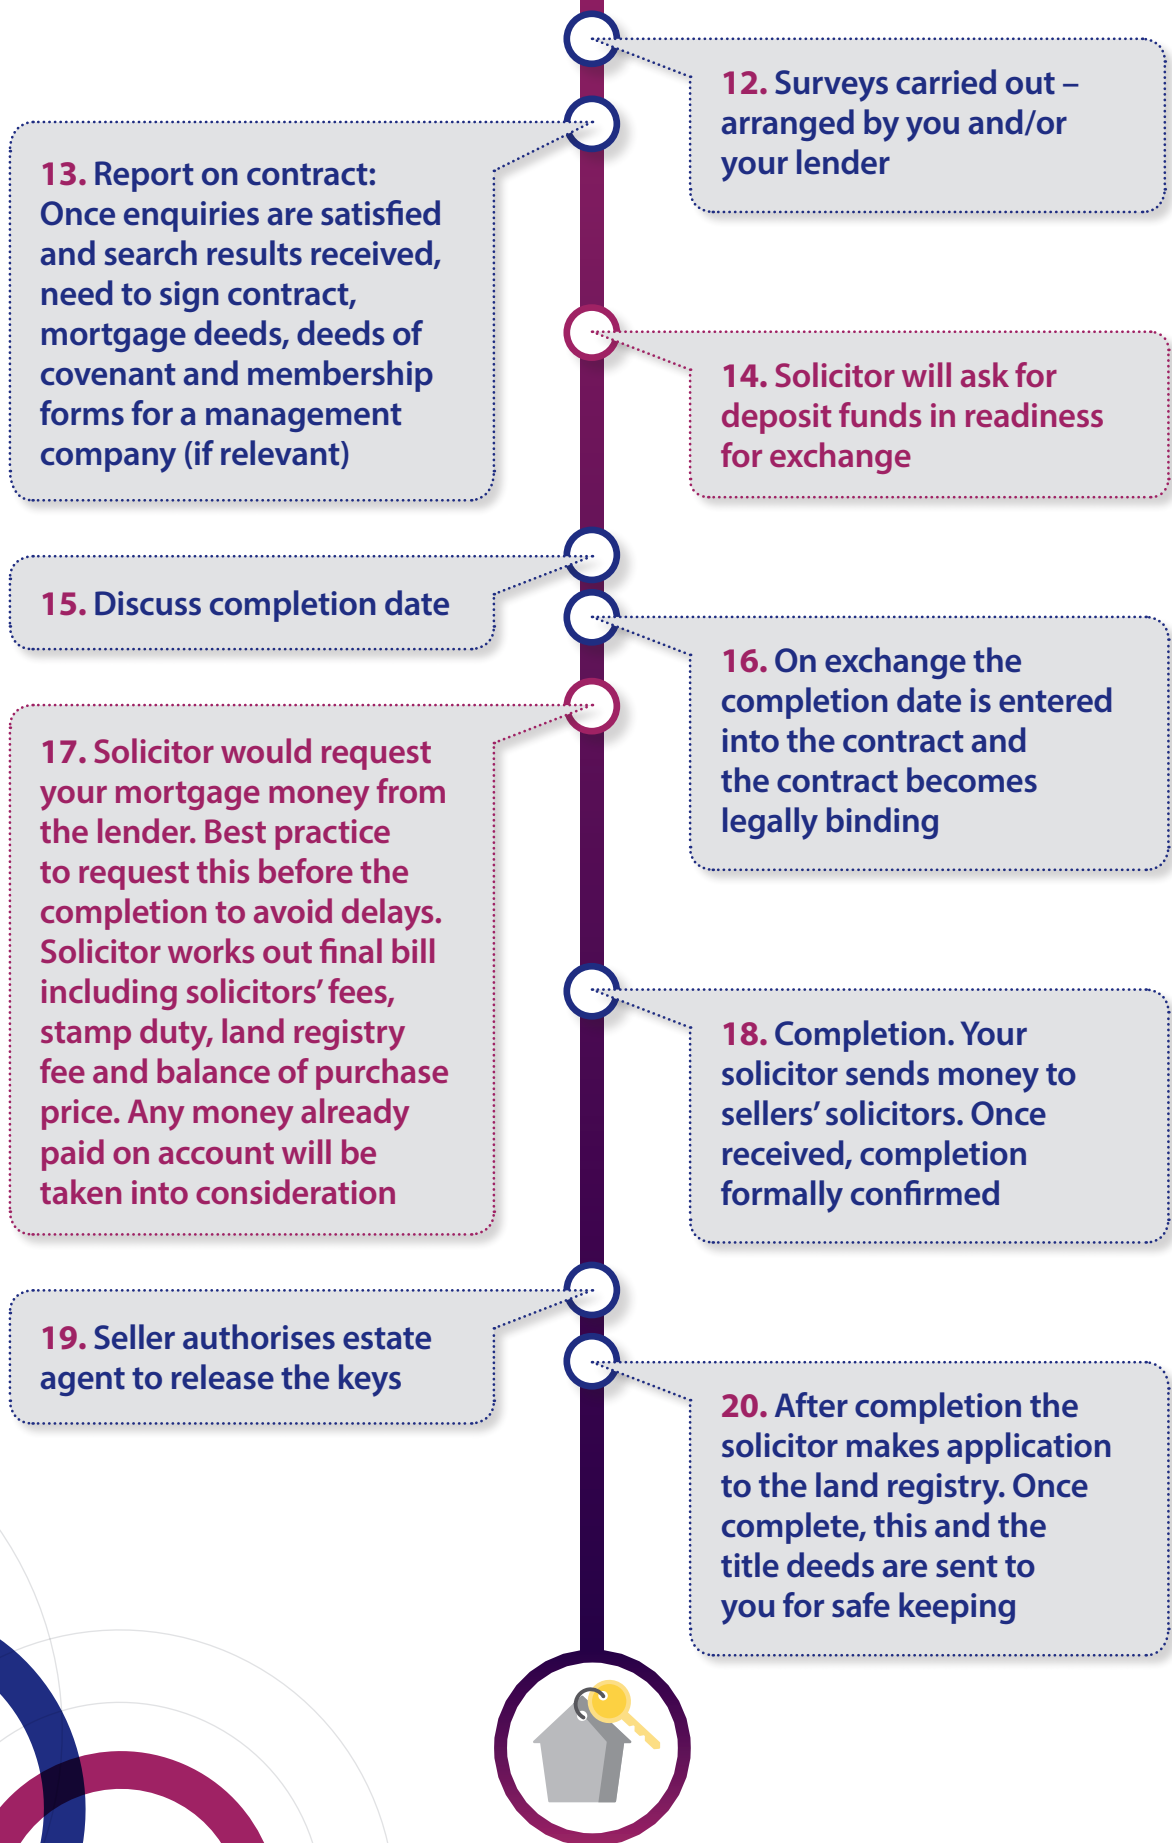 12. Surveys carried out –
arranged by you and/or
your lender
13. Report on contract:
Once enquiries are satisfied
and search results received,
need to sign contract,
mortgage deeds, deeds of
covenant and membership
forms for a management
company (if relevant)
14. Solicitor will ask for
deposit funds in readiness
for exchange
15. Discuss completion date
16. On exchange the
completion date is entered
into the contract and
the contract becomes
legally binding
17. Solicitor would request
your mortgage money from
the lender. Best practice
to request this before the
completion to avoid delays.
Solicitor works out final bill
including solicitors’ fees,
stamp duty, land registry
fee and balance of purchase
price. Any money already
paid on account will be
taken into consideration
18. Completion. Your
solicitor sends money to
sellers’ solicitors. Once
received, completion
formally confirmed
19. Seller authorises estate
agent to release the keys
20. After completion the
solicitor makes application
to the land registry. Once
complete, this and the
title deeds are sent to
you for safe keeping